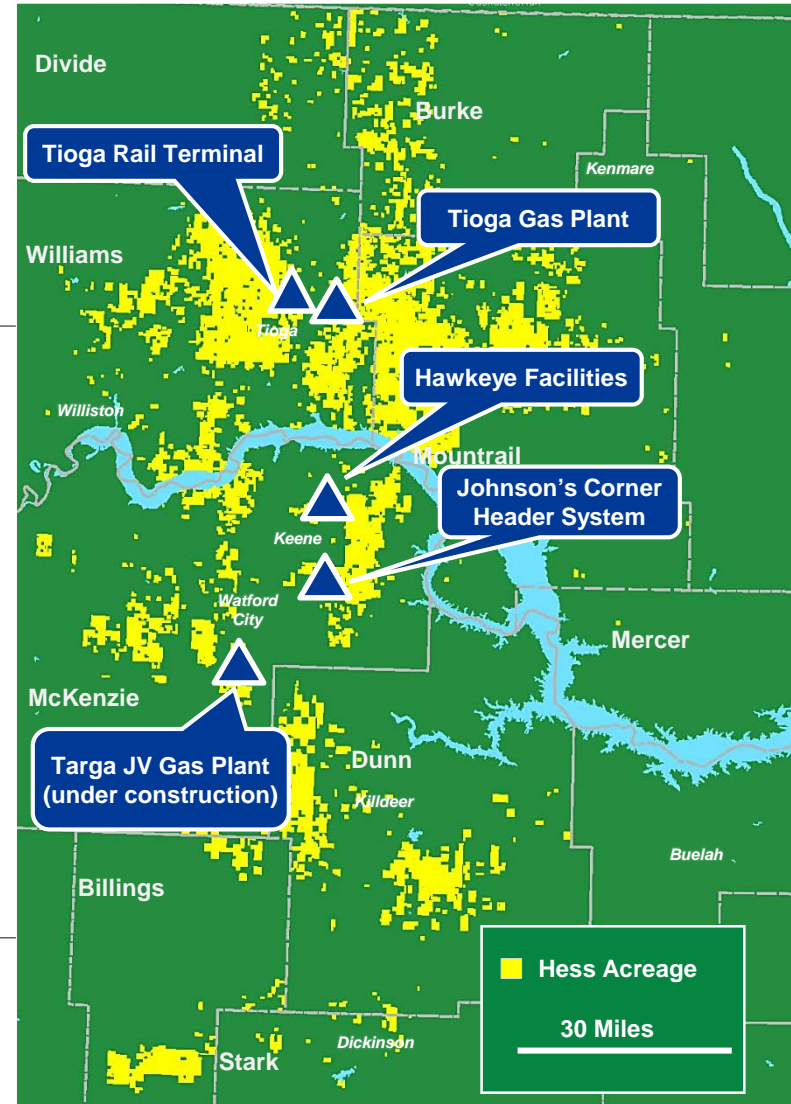 Divide
Burke
Tioga Rail Terminal
Kenmare
Tioga Gas Plant
Williams
Tioga
Hawkeye Facilities
Williston
Mountrail
Johnson's Corner
Header System
Keene
Watford
City
Mercer
McKenzie
Targa JV Gas Plant
(under construction)
Dunn
Killdeer
Buelah
Billings
Hess Acreage
30 Miles
Dickinson
Stark